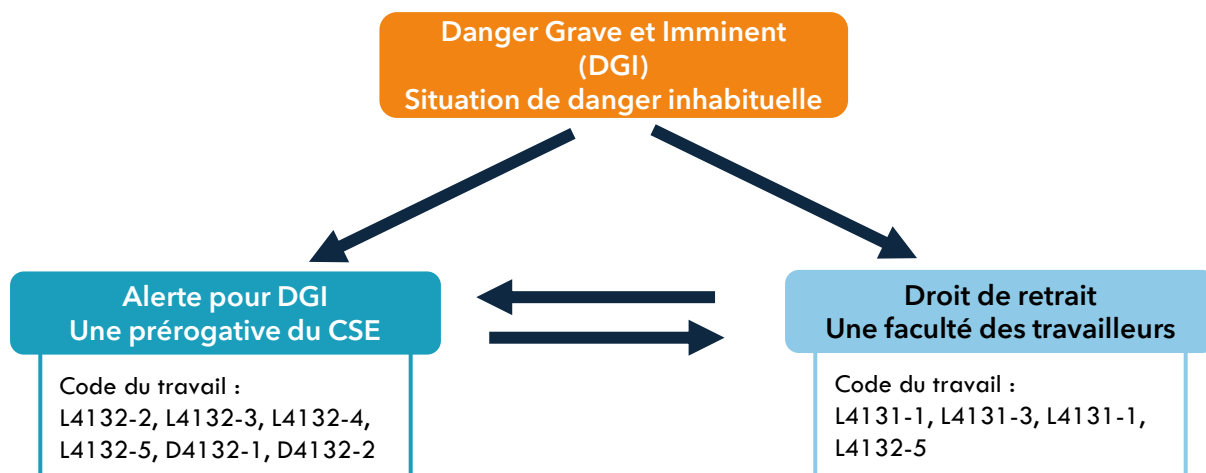 Danger Grave et Imminent
(DGI)
Situation de danger inhabituelle
Alerte pour DGI
Une prérogative du CSE
Code du travail :
L4132-2, L4132-3, L4132-4,
L4132-5, D4132-1, D4132-2
Droit de retrait
Une faculté des travailleurs
Code du travail :
L4131-1, L4131-3, L4131-1,
L4132-5